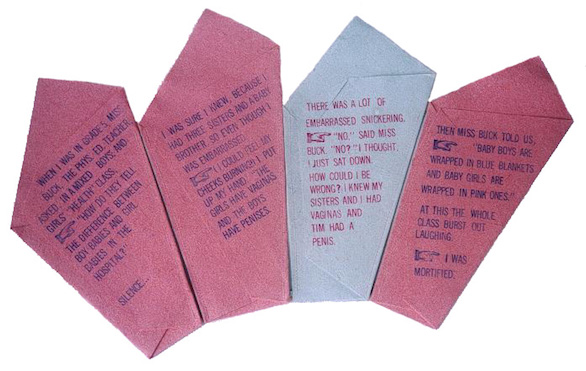 WHEN I WAS IN GRADE 4, MISS
BUCK, THE PHYS. ED. TEACHER
ASKED IN A MIXED BOYS AND
GIRLS "HEALTH" CLASS,
"HOW DO THEY TELL
THE DIFFERENCE BETWEEN
BOY BABIES AND GIRL
BABIES IN THE
HOSPITAL?"
SILENCE...
I WAS SURE I KNEW, BECAUSE I
HAD THREE SISTERS AND A BABY
BROTHER. SO EVEN THOUGH I
WAS EMBARRASSED,
I COULD FEEL MY
CHEEKS BURNING I PUT
UP MY HAND. "THE
GIRLS HAVE VAGINAS
AND THE BOYS
HAVE PENISES.
THERE WAS A LOT OF
EMBARRASSED SNICKERING.
"NO." SAID MISS
BUCK. "NO?" I THOUGHT.
I JUST SAT DOWN.
HOW COULD I BE
WRONG? I KNEW MY
SISTERS AND I HAD
VAGINAS AND
TIM HAD A
PENIS.
THEN MISS BUCK TOLD US,
"BABY BOYS ARE
WRAPPED IN BLUE BLANKETS
AND BABY GIRLS ARE
WRAPPED IN PINK ONES."
AT THIS THE WHOLE
CLASS BURST OUT
LAUGHING.
I WAS
MORTIFIED.